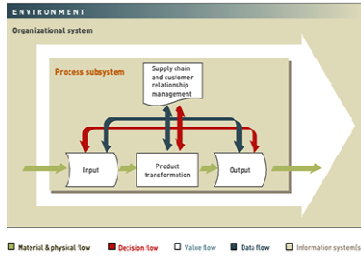 ENVIRONMENT
Organizational system
Process subsystem
Supply chain
and customer
relationship
management
Input
Product
transformation
Output
Material & physical flow
Decision flow
Value flow
Data flow
Information system(s